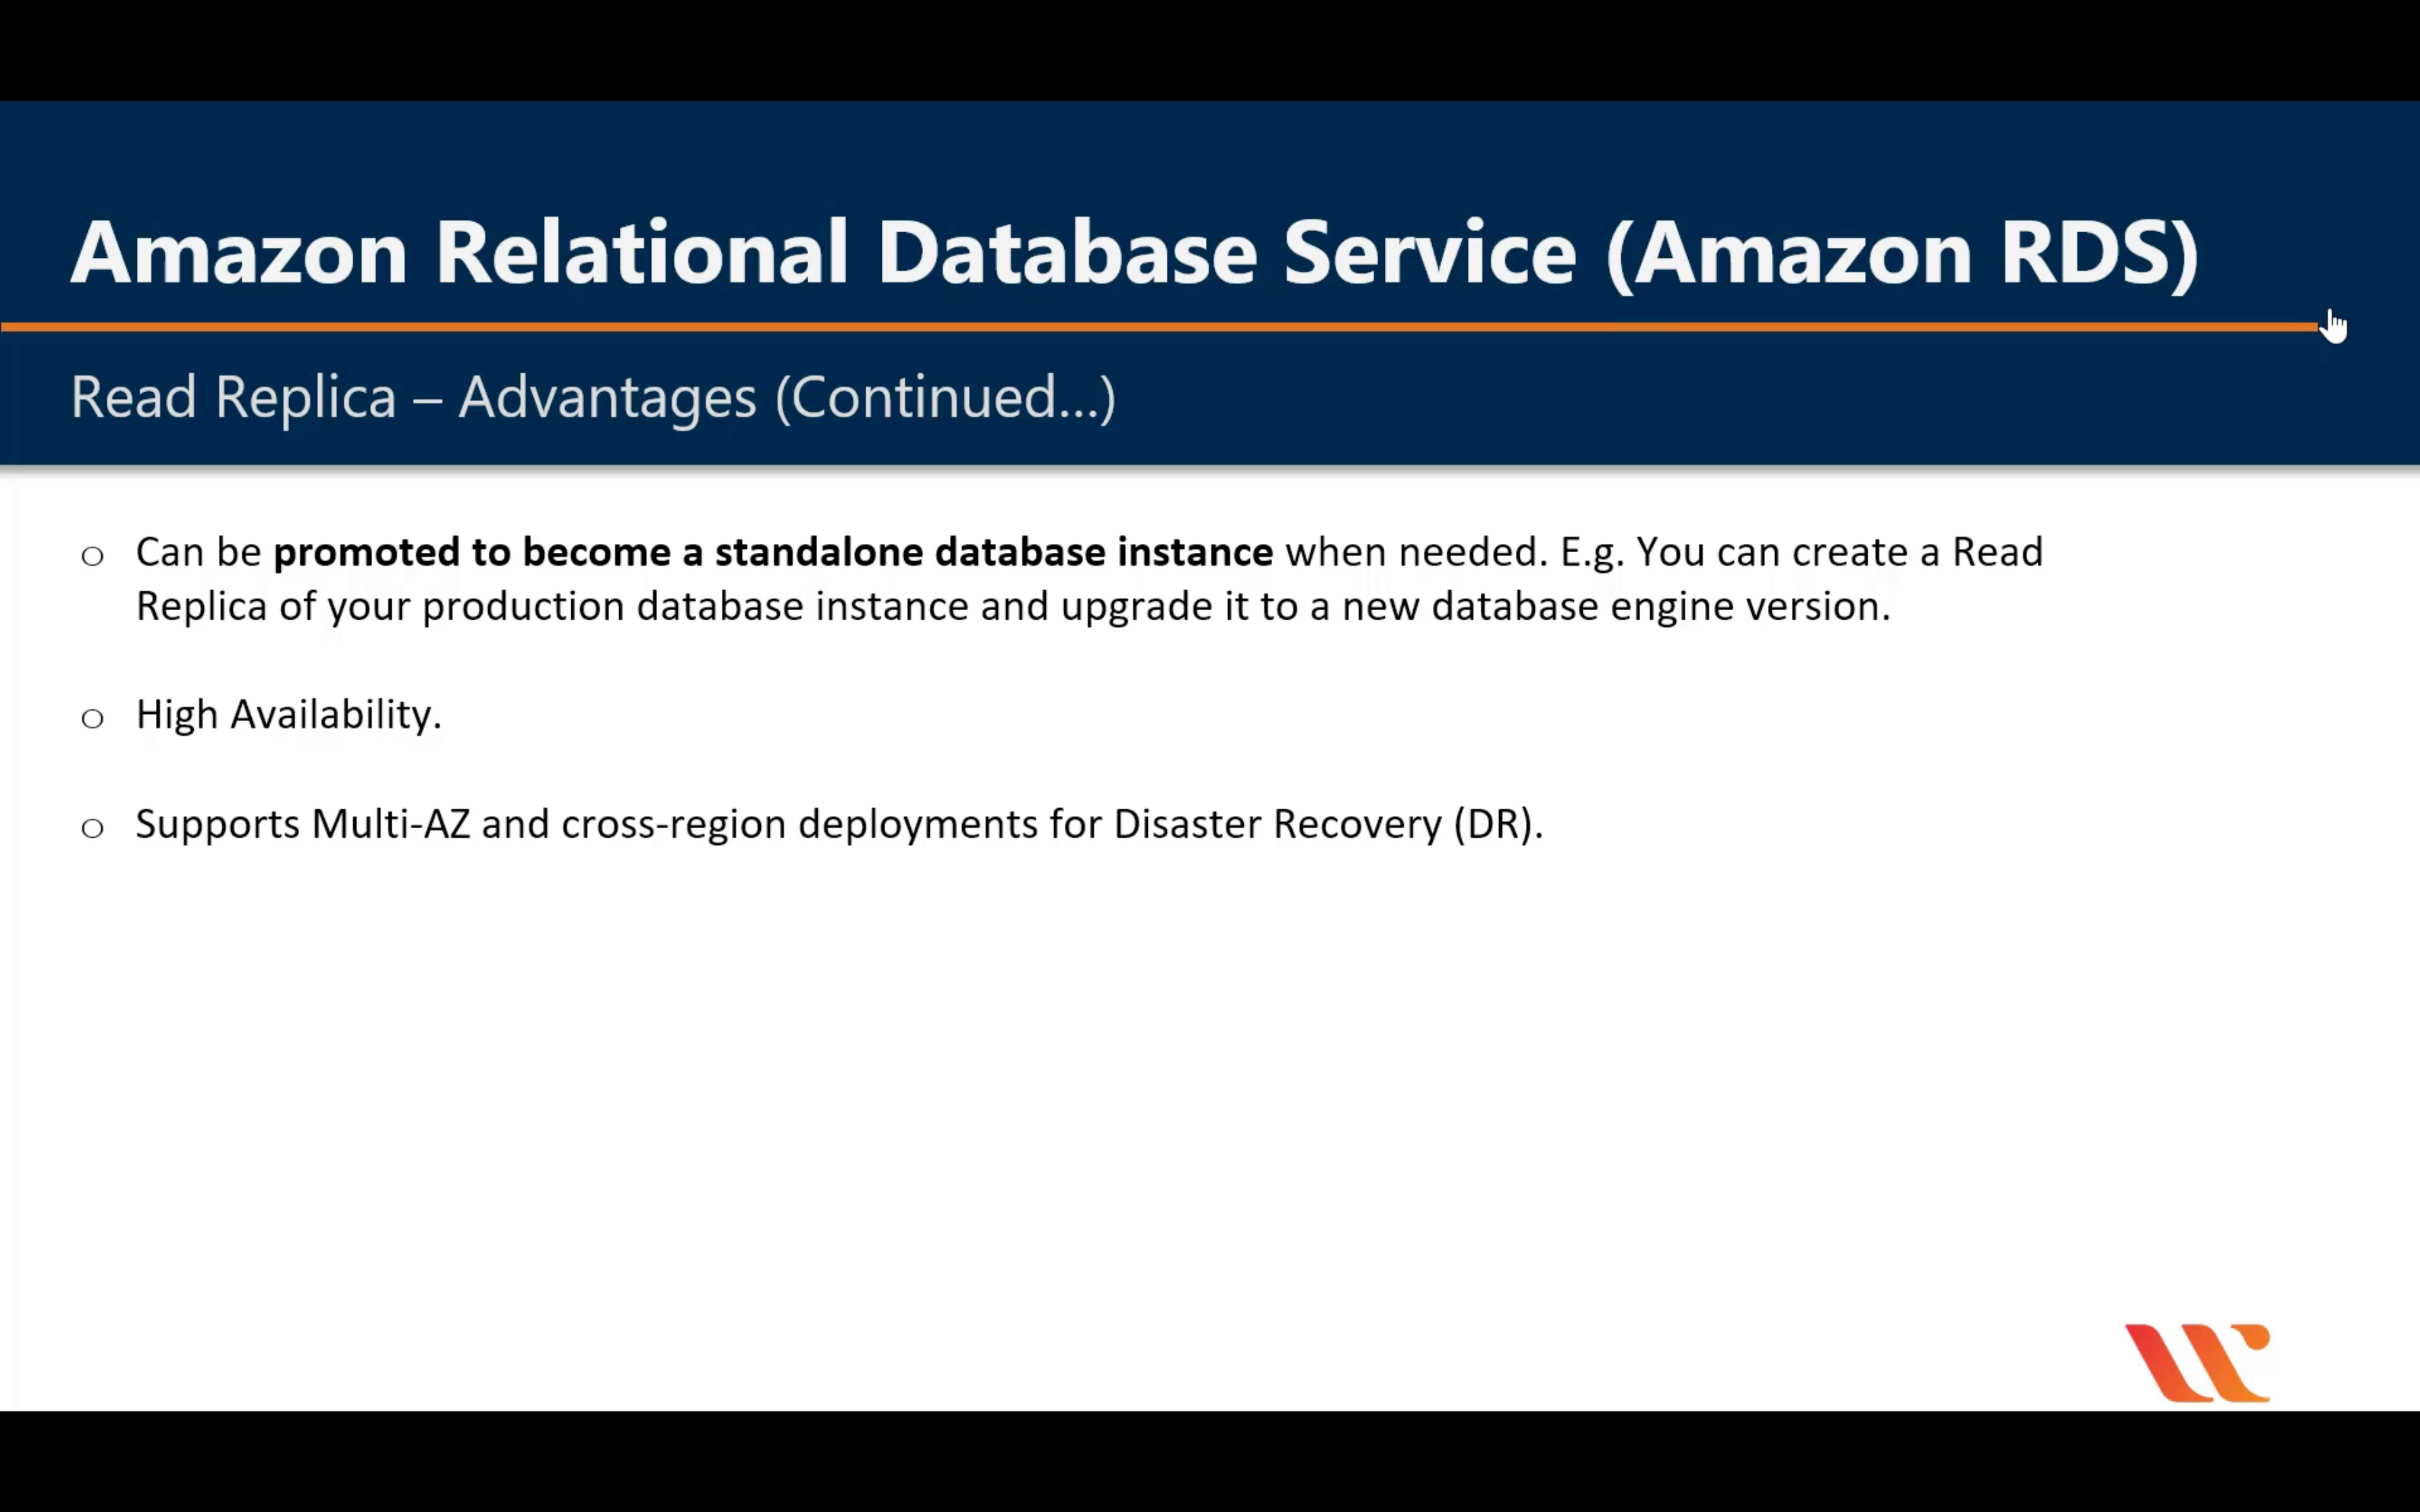 Amazon Relational Database Service (Amazon RDS)
Read Replica – Advantages (Continued...)
o Can be promoted to become a standalone database instance when needed. E.g. You can create a Read
Replica of your production database instance and upgrade it to a new database engine version.
o High Availability.
o Supports Multi-AZ and cross-region deployments for Disaster Recovery (DR).